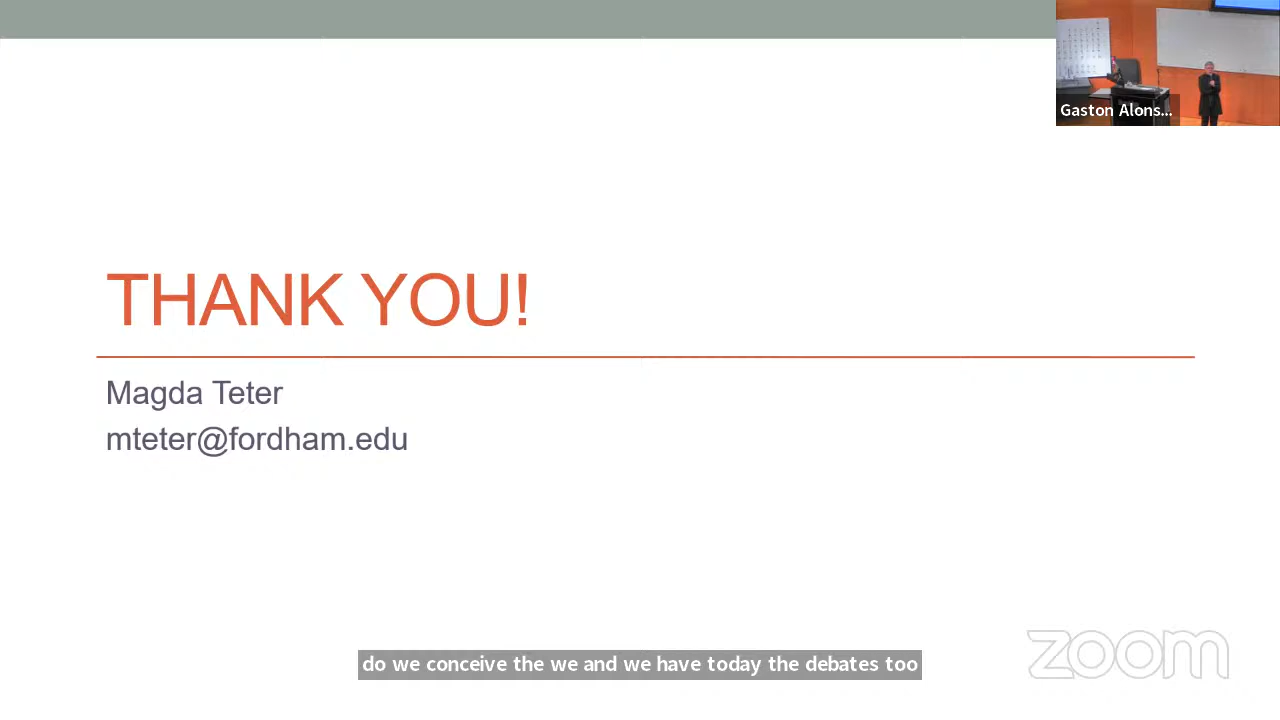 Gaston Alons...
THANK YOU!
Magda Teter
mteter@fordham.edu
do we conceive the we and we have today the debates too
zoom